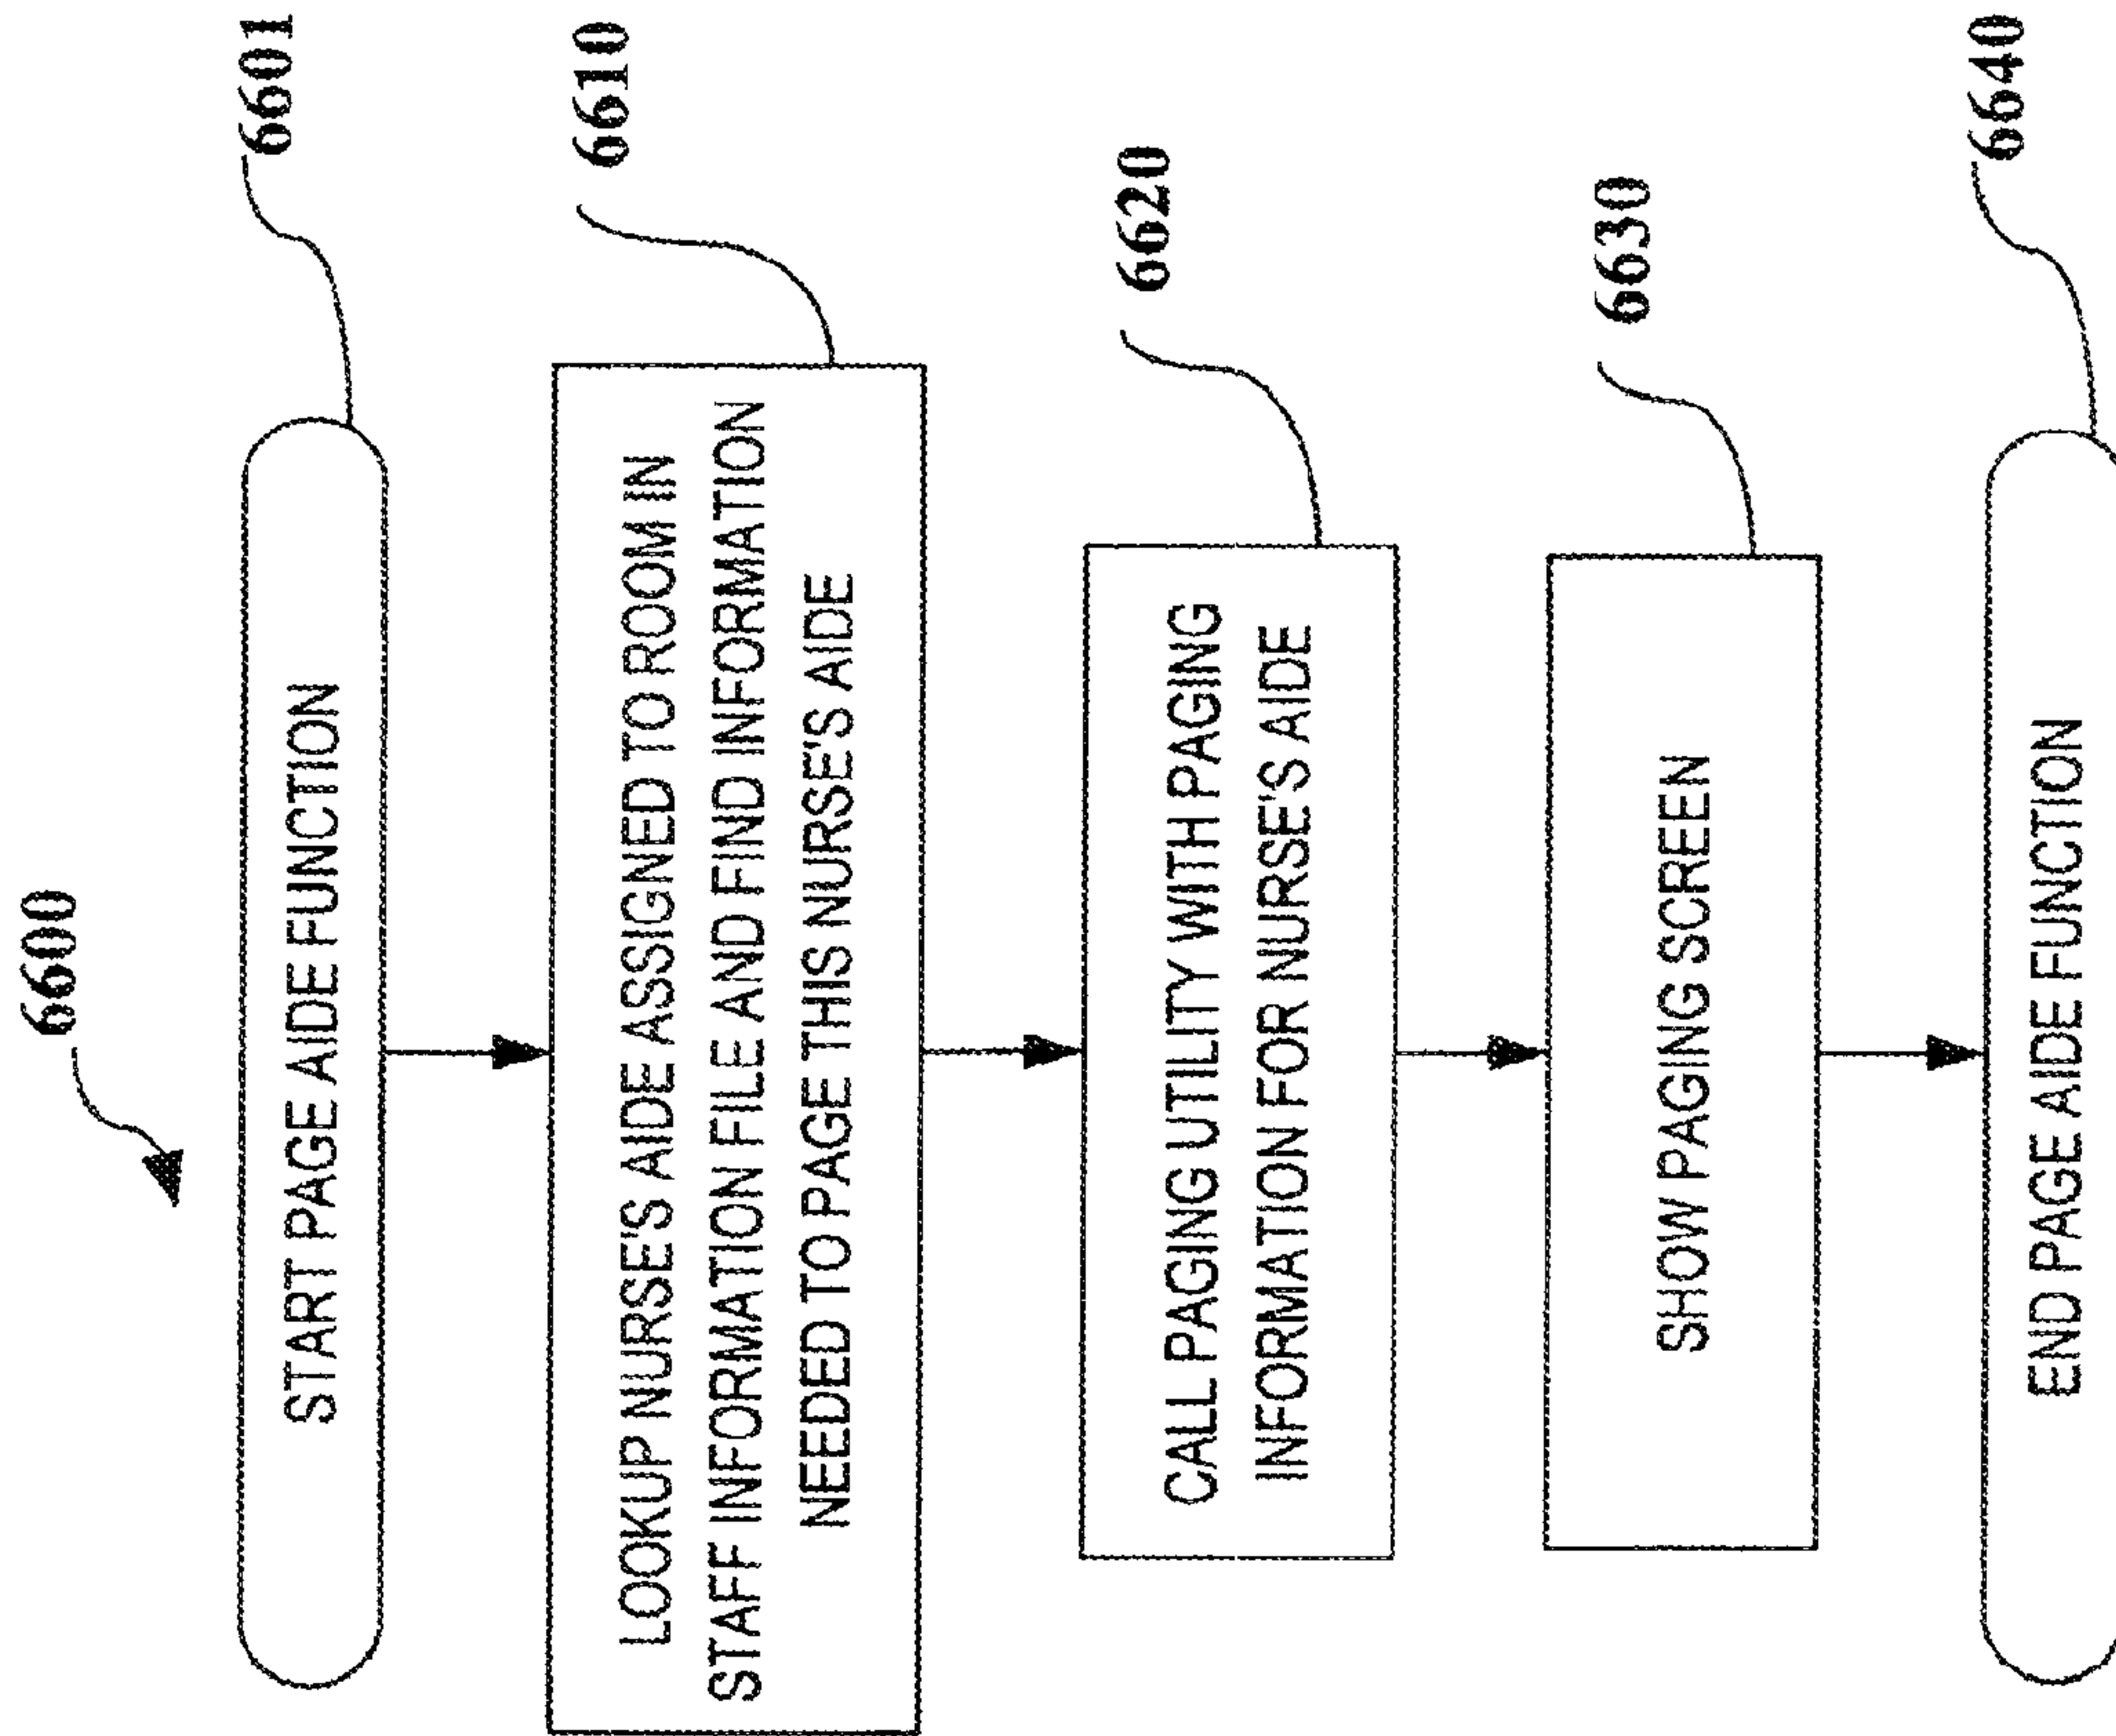 6600
START PAGE AIDE FUNCTION
6601
LOOKUP NURSE'S AIDE ASSIGNED TO ROOM IN
STAFF INFORMATION FILE AND FIND INFORMATION
NEEDED TO PAGE THIS NURSE'S AIDE
6610
CALL PAGING UTILITY WITH PAGING
INFORMATION FOR NURSE'S AIDE
6620
SHOW PAGING SCREEN
6630
END PAGE AIDE FUNCTION
6640